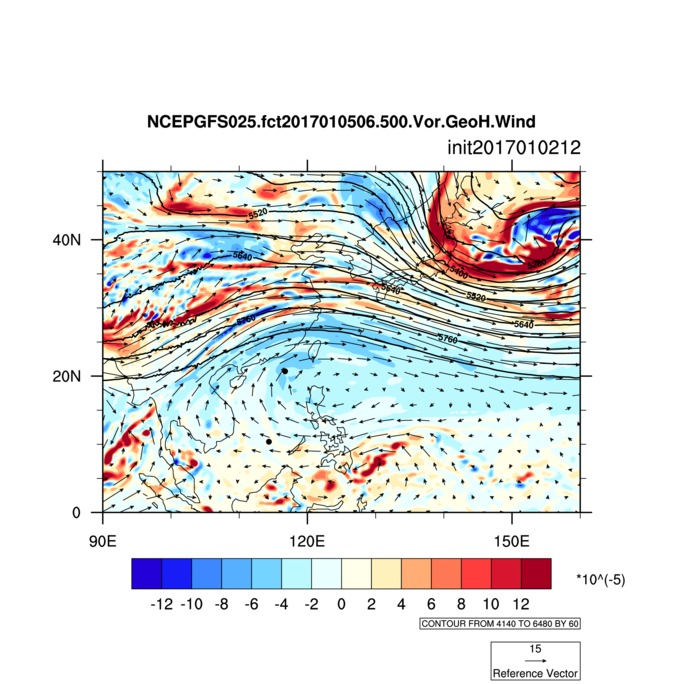 NCEPGFS025.fct2017010506.500.Vor.GeoH.Wind
init2017010212
5520
40N
5640
5400
5280
5640
5520
5760
5640
5760
20N
0
90E 120E 150E
-12 -10 -8 -6 -4 -2 0 2 4 6 8 10 12
*10^(-5)
CONTOUR FROM 4140 TO 6480 BY 60
15
Reference Vector